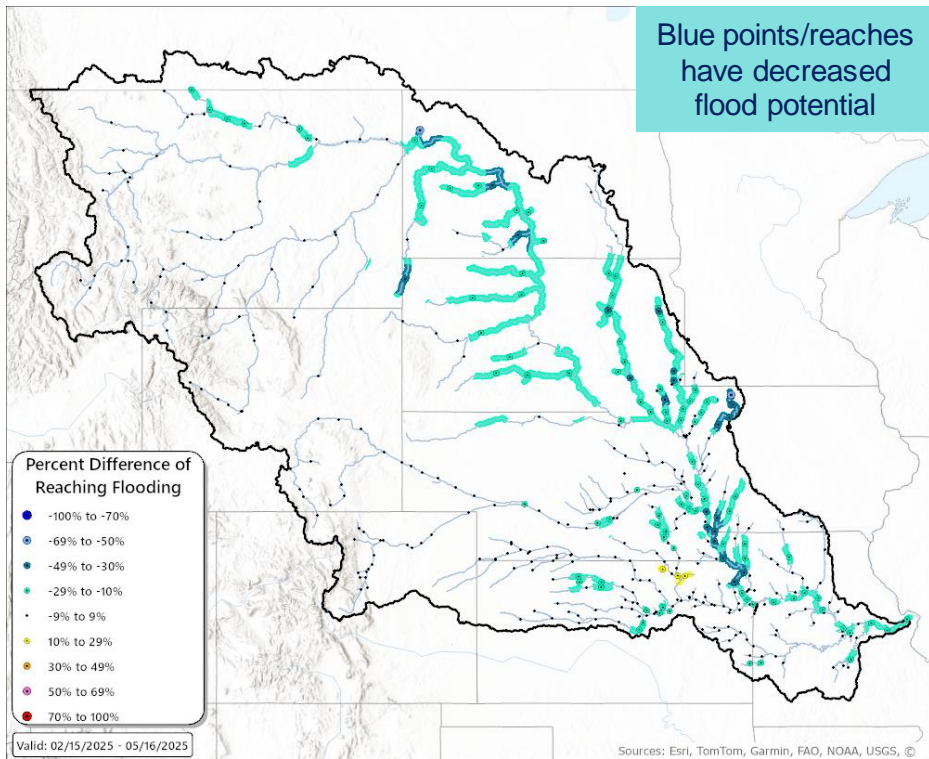 Blue points/reaches
have decreased
flood potential
Percent Difference of
Reaching Flooding
-100% to -70%
-69% to -50%
-49% to -30%
-29% to -10%
-9% to 9%
10% to 29%
30% to 49%
50% to 69%
70% to 100%
Valid: 02/15/2025 - 05/16/2025
Sources: Esri, TomTom, Garmin, FAO, NOAA, USGS, ©